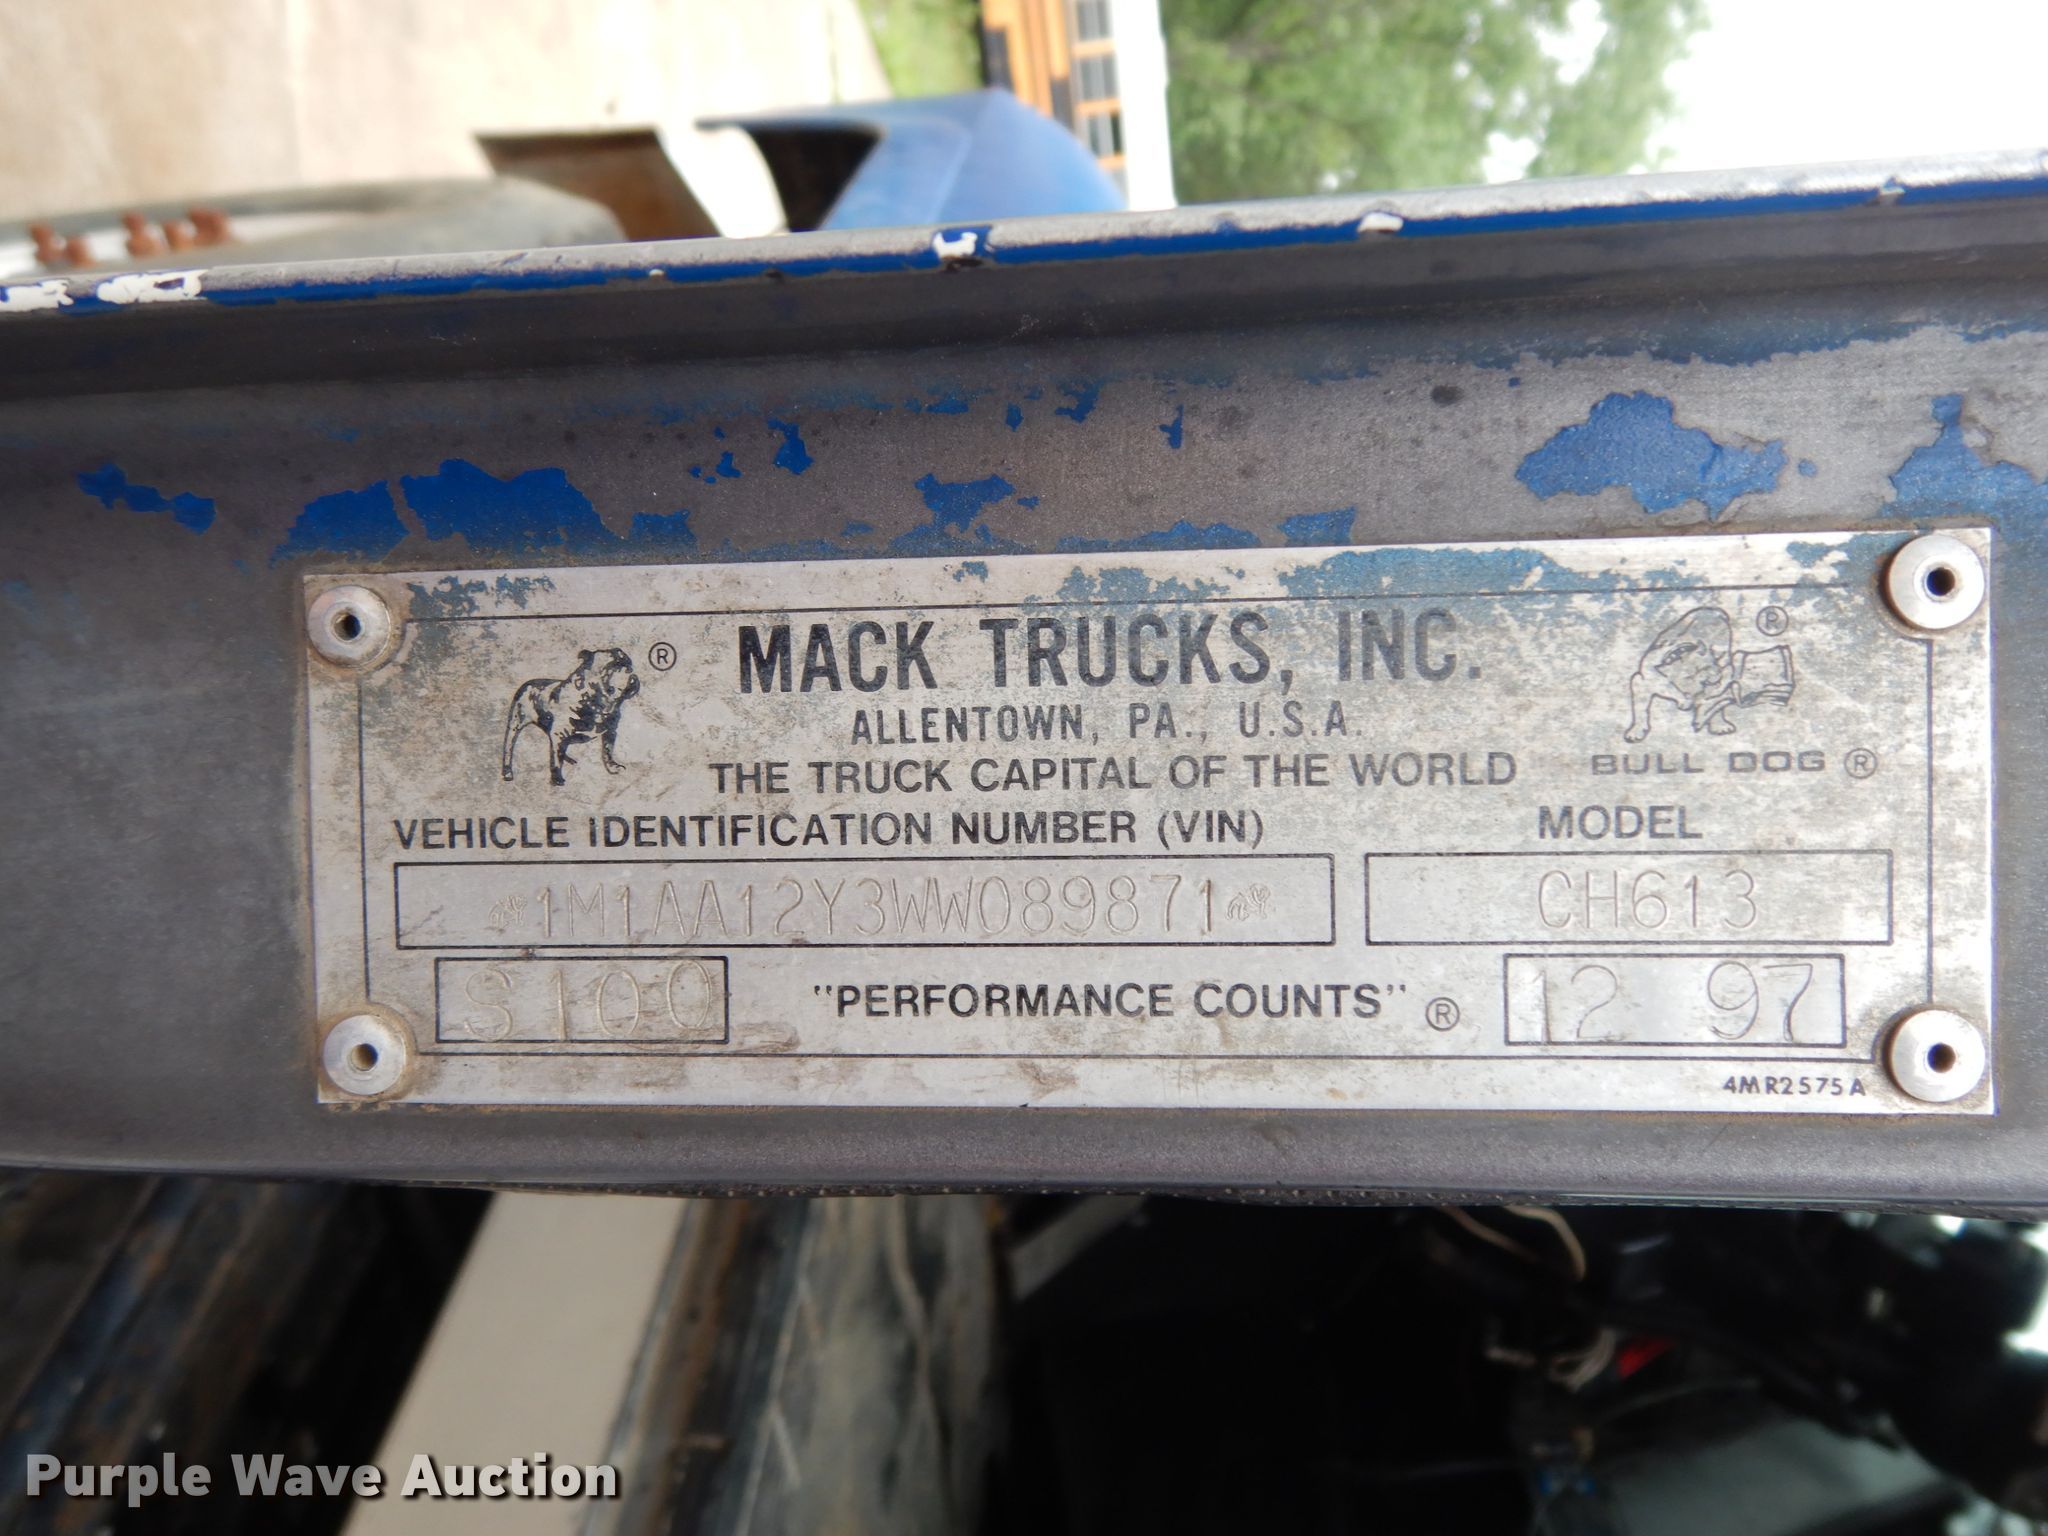 MACK TRUCKS, INC.
ALLENTOWN, PA., U.S.A.
THE TRUCK CAPITAL OF THE WORLD
BULL DOG ®
®
®
VEHICLE IDENTIFICATION NUMBER (VIN)
MODEL
1M1AA12Y3WW089871
CH613
S100
"PERFORMANCE COUNTS" ®
12 97
4MR2575A
Purple Wave Auction